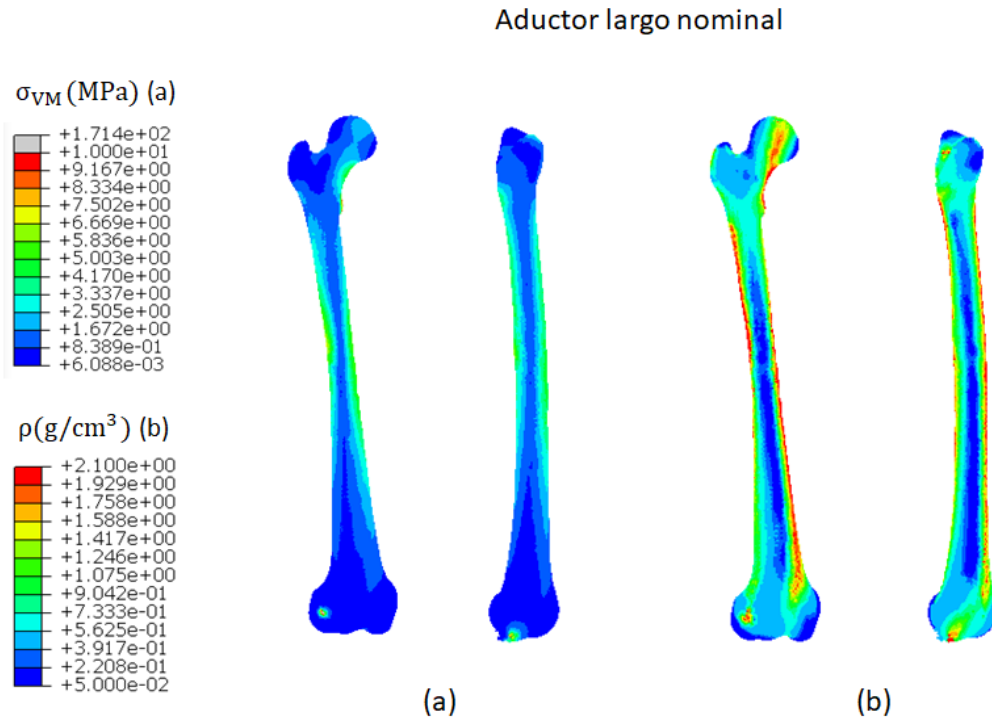 Aductor largo nominal
σVM (MPa) (a)
+1.714e+02
+1.000e+01
+9.167e+00
+8.334e+00
+7.502e+00
+6.669e+00
+5.836e+00
+5.003e+00
+4.170e+00
+3.337e+00
+2.505e+00
+1.672e+00
+8.389e-01
+6.088e-03
ρ(g/cm³) (b)
+2.100e+00
+1.929e+00
+1.758e+00
+1.588e+00
+1.417e+00
+1.246e+00
+1.075e+00
+9.042e-01
+7.333e-01
+5.625e-01
+3.917e-01
+2.208e-01
+5.000e-02
(a)
(b)